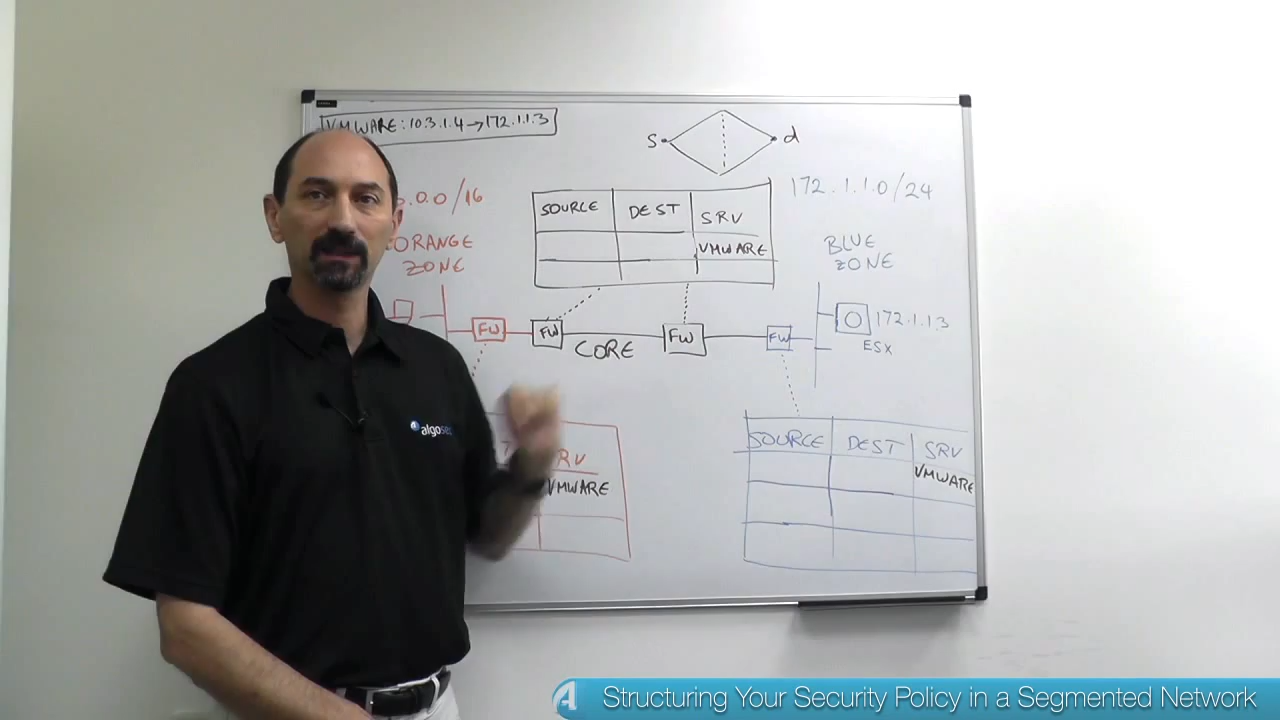 VMWARE: 10.3.1.4 → 172.1.1.3
S d
.0.0/16
172.1.1.0/24
SOURCE DEST SRV
VMWARE
ORANGE
ZONE
BLUE
ZONE
FW FW CORE FW FW
172.1.1.3
ESX
algosec
SRV
VMWARE
SOURCE DEST SRV
VMWARE
Structuring Your Security Policy in a Segmented Network